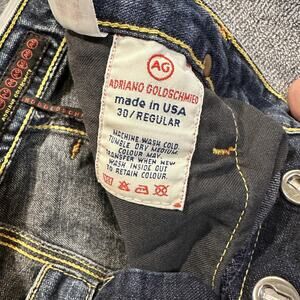 AG
ADRIANO GOLDSCHMIED
made in USA
30/REGULAR
MACHINE WASH COLD.
TUMBLE DRY MEDIUM.
COLOUR MAY
TRANSFER WHEN NEW
WASH INSIDE OUT
TO RETAIN COLOUR.